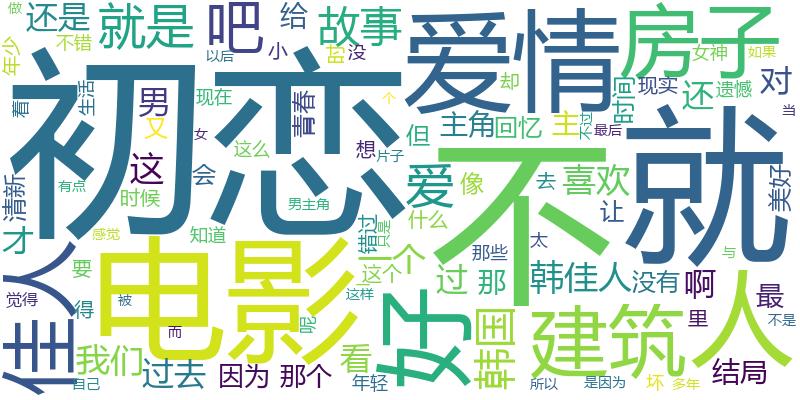 做
还是
就是
吧
给
故事
爱情
房子
年少
不错
小
却
没
以后
初恋
却
女神
如果
着
生活
现在
男
又
青春
时间
现实
还
遗憾
对
当
女
这么
这
想
片子
个
但
主角
回忆
主
不过
最后
不
就
清新
有点
时候
会
男主角
爱
像
去
喜欢
让
美好
才
感觉
知道
错过
只是
什么
那些
太
与
佳人
要
电影
一个
这个
过
那
韩佳人
没有
啊
最
觉得
得
被
而
呢
这样
好
韩国
建筑
人
里
不是
我们
自己
过去
因为
那个
年轻
看
所以
是因为
坏
多年
结局